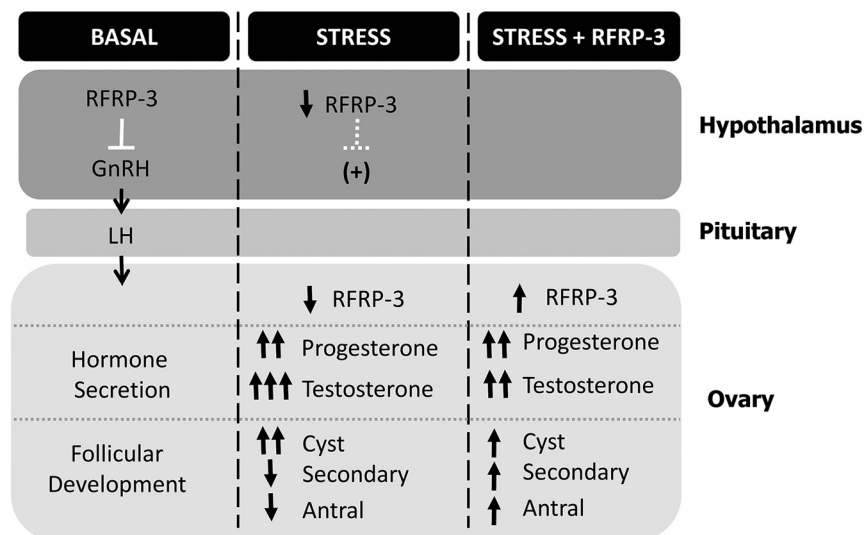 BASAL
STRESS
STRESS + RFRP-3
RFRP-3
GnRH
↓ RFRP-3
(+)
Hypothalamus
LH
Pituitary
↓ RFRP-3
↑ RFRP-3
Hormone
Secretion
↑↑ Progesterone
↑↑↑ Testosterone
↑↑ Progesterone
↑↑ Testosterone
Ovary
Follicular
Development
↑↑ Cyst
↓ Secondary
↓ Antral
↑ Cyst
↑ Secondary
↑ Antral